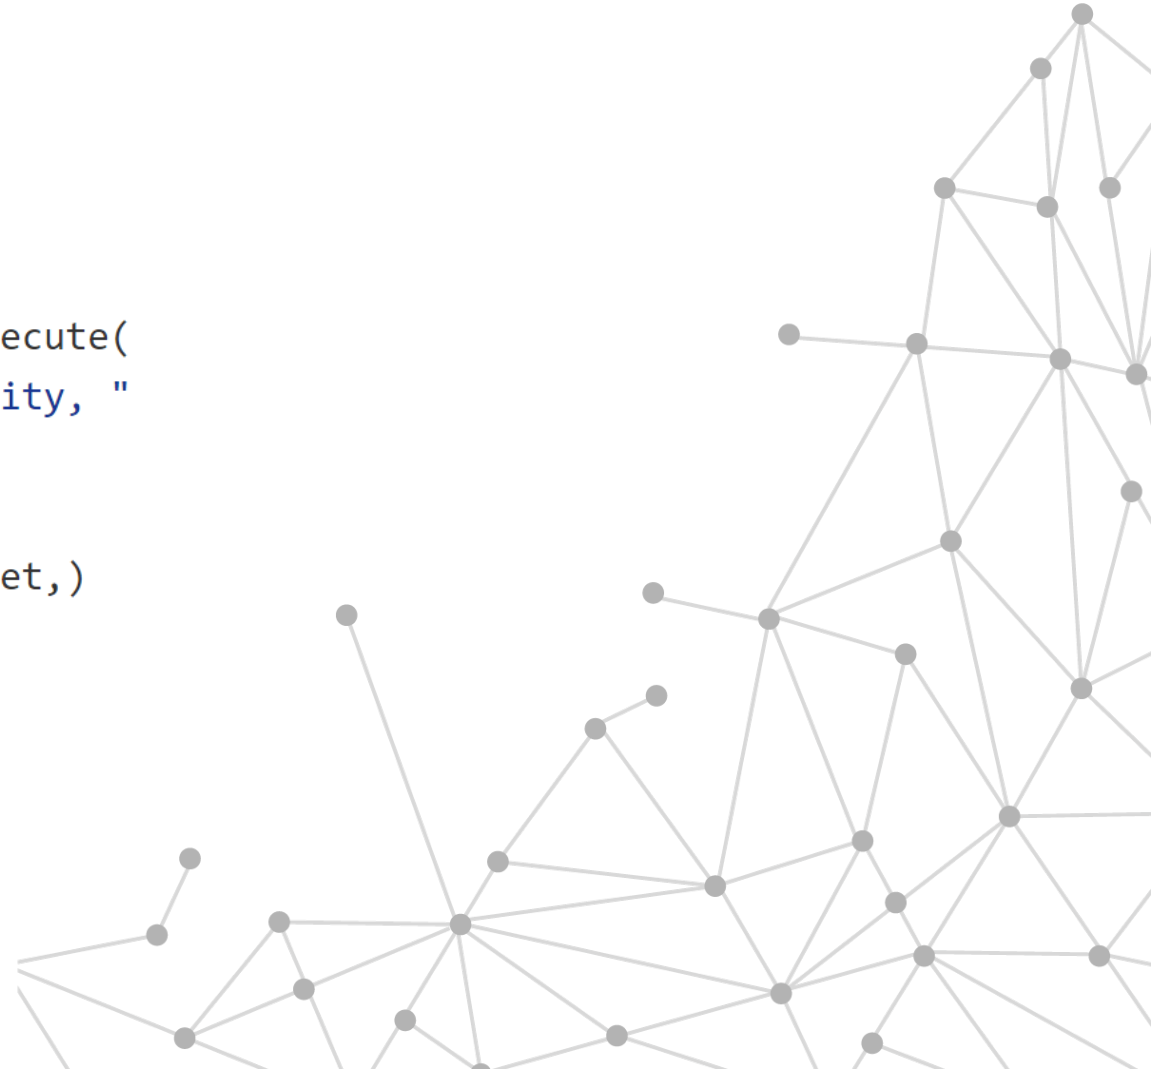 ecute(
ity, "
et,)